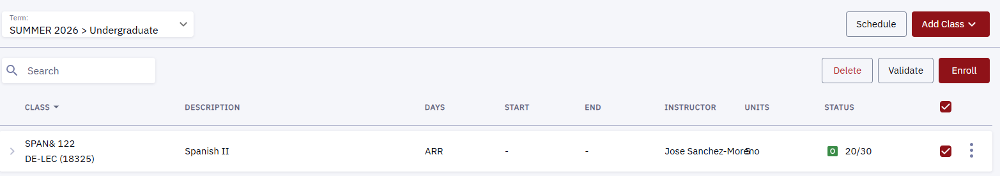 Term:
SUMMER 2026 > Undergraduate
Schedule
Add Class
Search
Delete
Validate
Enroll
CLASS
DESCRIPTION
DAYS
START
END
INSTRUCTOR
UNITS
STATUS
SPAN& 122
DE-LEC (18325)
Spanish II
ARR
-
-
Jose Sanchez-Moreno
5
O
20/30